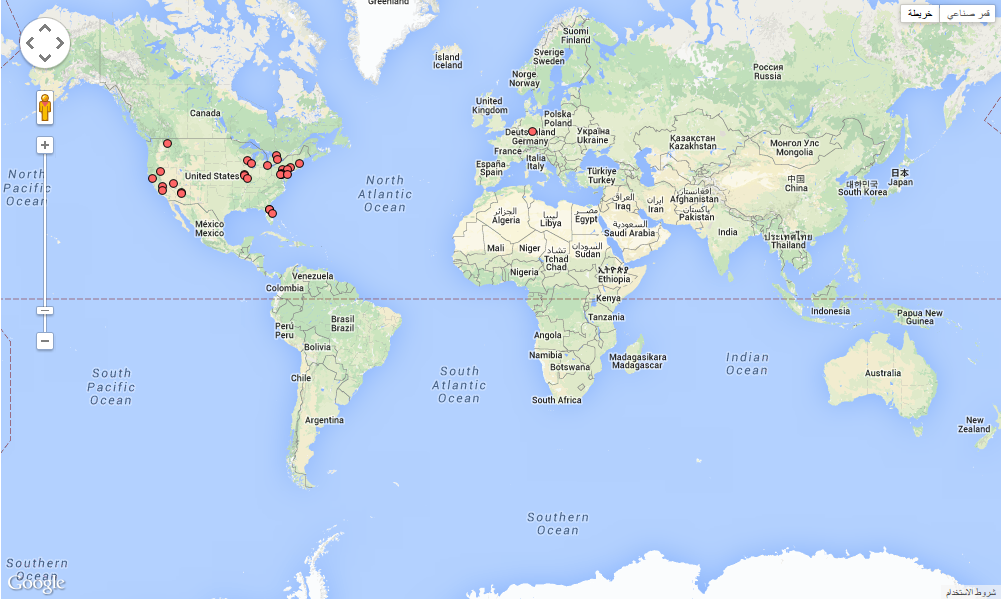 Greenland
قمر صناعي
خريطة
Ísland
Iceland
Suomi
Finland
Sverige
Sweden
Norge
Norway
Россия
Russia
Canada
United
Kingdom
Polska
Poland
Deutschland
Germany
Україна
Ukraine
France
Қазақстан
Kazakhstan
Монгол Улс
Mongolia
España
Spain
Italia
Italy
Türkiye
Turkey
United States
North
Pacific
Ocean
North
Atlantic
Ocean
中国
China
대한민국
South Korea
日本
Japan
العراق
Iraq
ایران
Iran
افغانستان
Afghanistan
پاکستان
Pakistan
الجزائر
Algeria
ليبيا
Libya
مصر
Egypt
السعودية
Saudi Arabia
México
Mexico
India
ประเทศไทย
Thailand
Mali
Niger
تشاد
Tchad
Chad
السودان
Sudan
Nigeria
ኢትዮጵያ
Ethiopia
Venezuela
Colombia
Kenya
Tanzania
Indonesia
Papua New
Guinea
Perú
Peru
Brasil
Brazil
Bolivia
Angola
Namibia
Botswana
Madagasikara
Madagascar
South
Pacific
Ocean
South
Atlantic
Ocean
Indian
Ocean
Australia
Chile
South Africa
Argentina
New
Zealand
Southern
Ocean
Southern
Ocean
Google
شروط الاستخدام